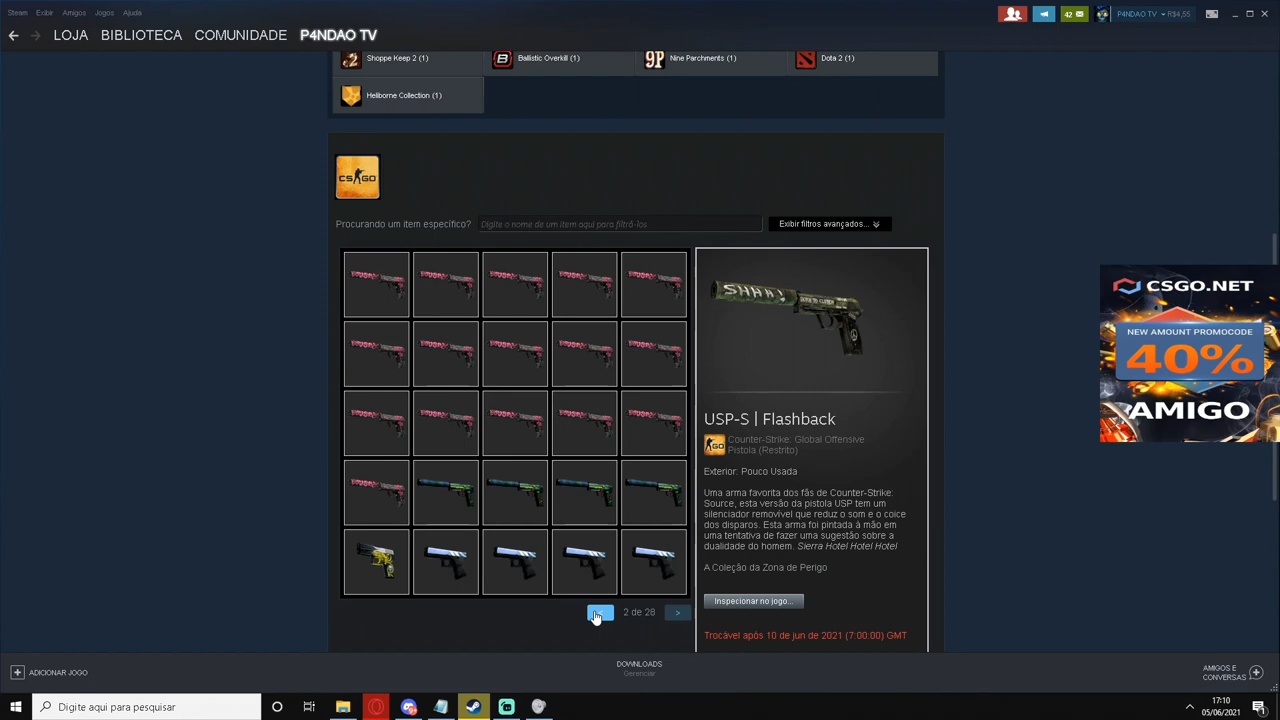 Steam Exibir Amigos Jogos Ajuda
42
P4NDAO TV R$4,55
LOJA BIBLIOTECA COMUNIDADE P4NDAO TV
Shoppe Keep 2 (1)
Ballistic Overkill (1)
9P
Nine Parchments (1)
Dota 2 (1)
Heliborne Collection (1)
CS GO
Procurando um item específico?
Digite o nome de um item aqui para filtrá-los
Exibir filtros avançados...
USP-S | Flashback
Counter-Strike: Global Offensive
Pistola (Restrito)
Exterior: Pouco Usada
Uma arma favorita dos fãs de Counter-Strike:
Source, esta versão da pistola USP tem um
silenciador removível que reduz o som e o coice
dos disparos. Esta arma foi pintada à mão em
uma tentativa de fazer uma sugestão sobre a
dualidade do homem. Sierra Hotel Hotel Hotel
A Coleção da Zona de Perigo
Inspecionar no jogo...
Trocável após 10 de jun de 2021 (7:00:00) GMT
2 de 28 >
CSGO.NET
NEW AMOUNT PROMOCODE
40%
AMIGO
+ ADICIONAR JOGO
DOWNLOADS
Gerenciar
AMIGOS E
CONVERSAS +
Digite aqui para pesquisar
17:10
05/06/2021